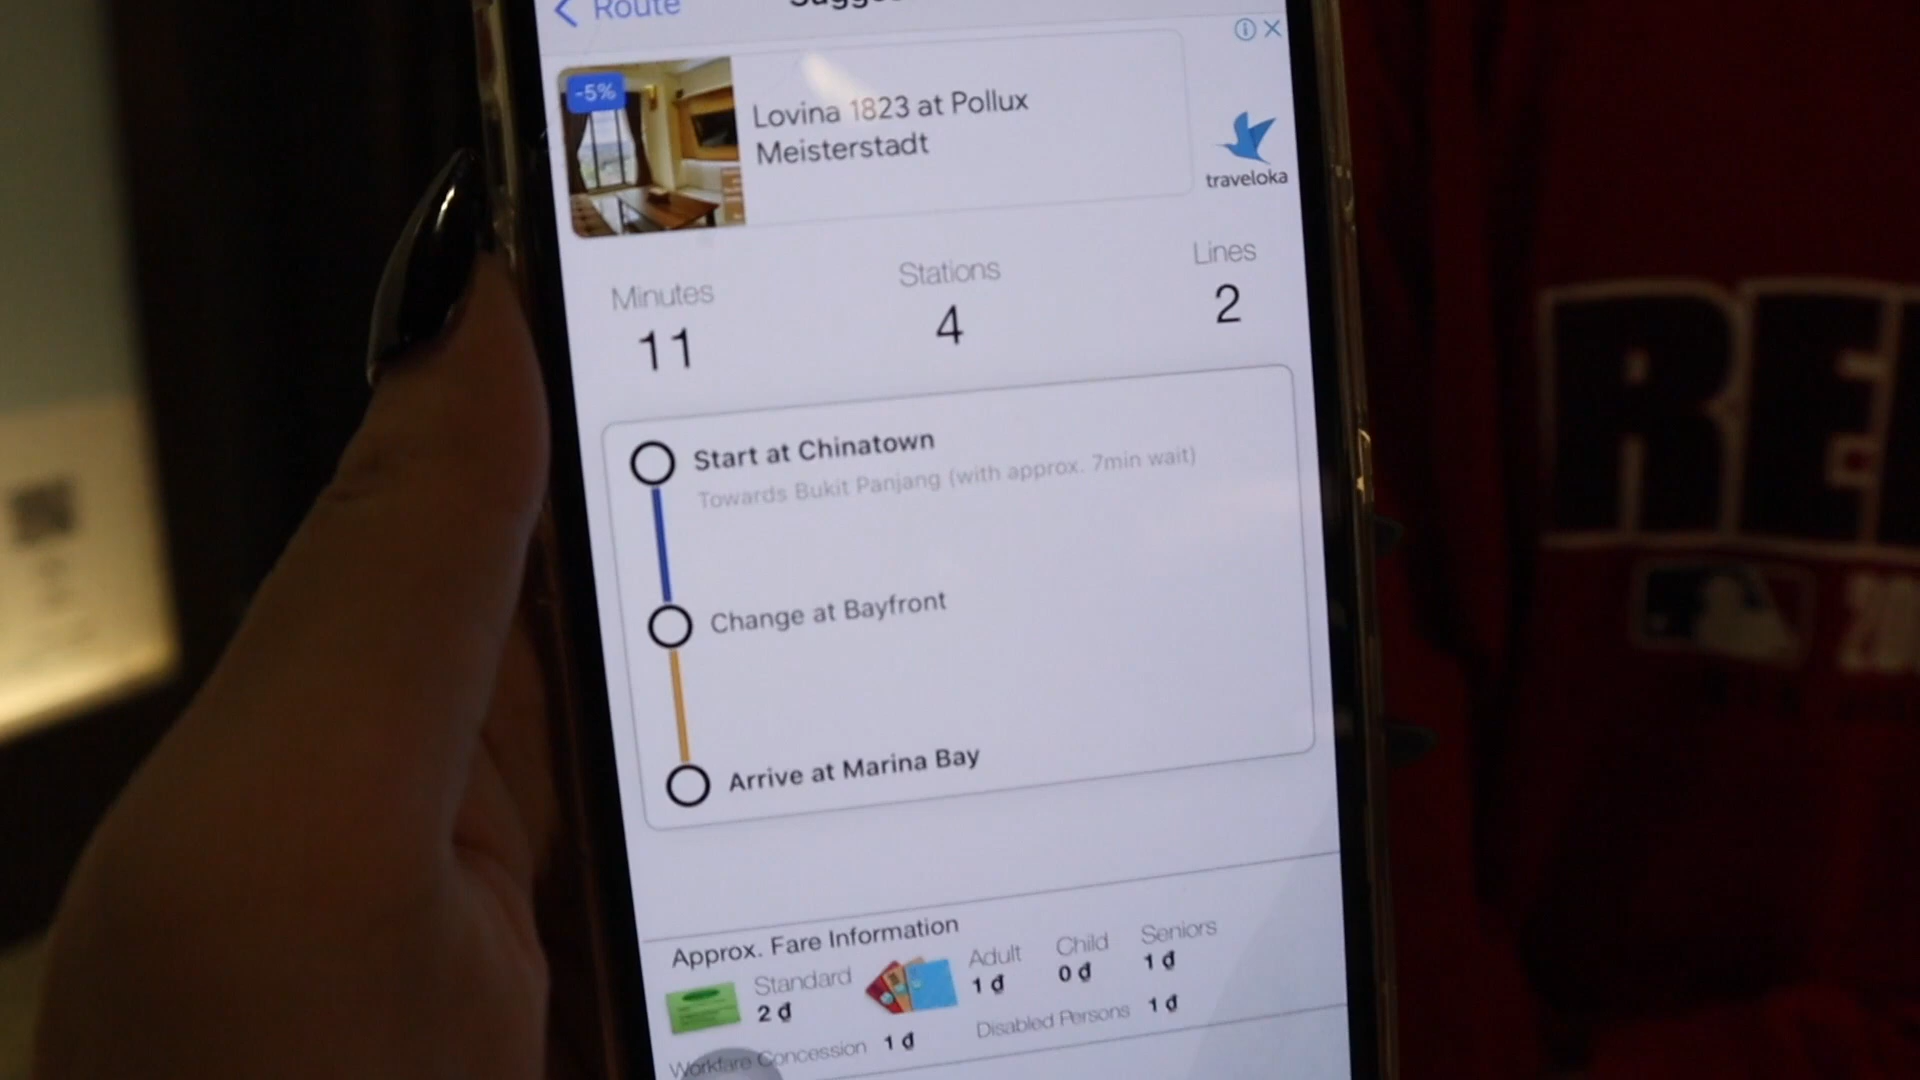 Route
-5%
Lovina 1823 at Pollux
Meisterstadt
traveloka
Minutes
11
Stations
4
Lines
2
Start at Chinatown
Towards Bukit Panjang (with approx. 7min wait)
Change at Bayfront
Arrive at Marina Bay
Approx. Fare Information
Standard
2 đ
Adult
1 đ
Child
0 đ
Seniors
1 đ
Workfare Concession 1 đ
Disabled Persons 1 đ
RE